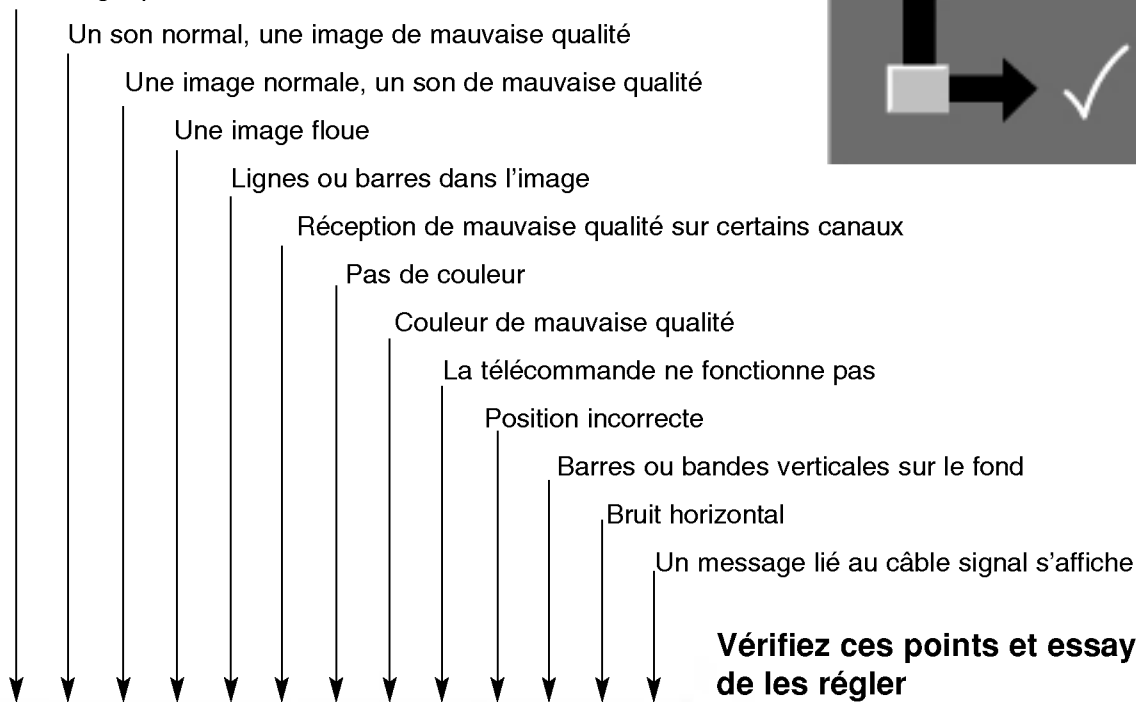 Un son normal, une image de mauvaise qualité
Une image normale, un son de mauvaise qualité
Une image floue
Lignes ou barres dans l’image
Réception de mauvaise qualité sur certains canaux
Pas de couleur
Couleur de mauvaise qualité
La télécommande ne fonctionne pas
Position incorrecte
Barres ou bandes verticales sur le fond
Bruit horizontal
Un message lié au câble signal s’affiche
Vérifiez ces points et essay
de les régler